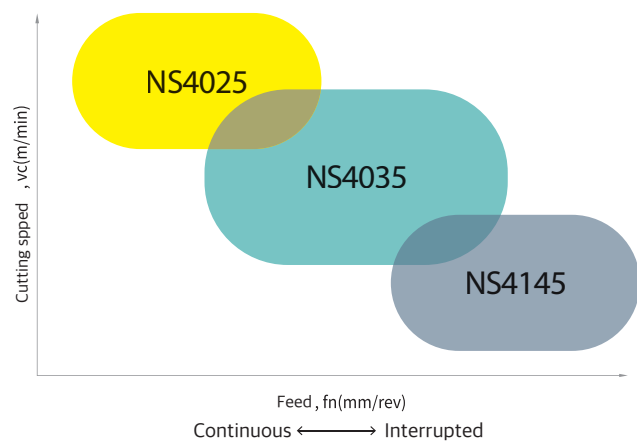 NS4025
NS4035
NS4145
Cutting spped , vc(m/min)
Feed , fn(mm/rev)
Continuous ⟷ Interrupted